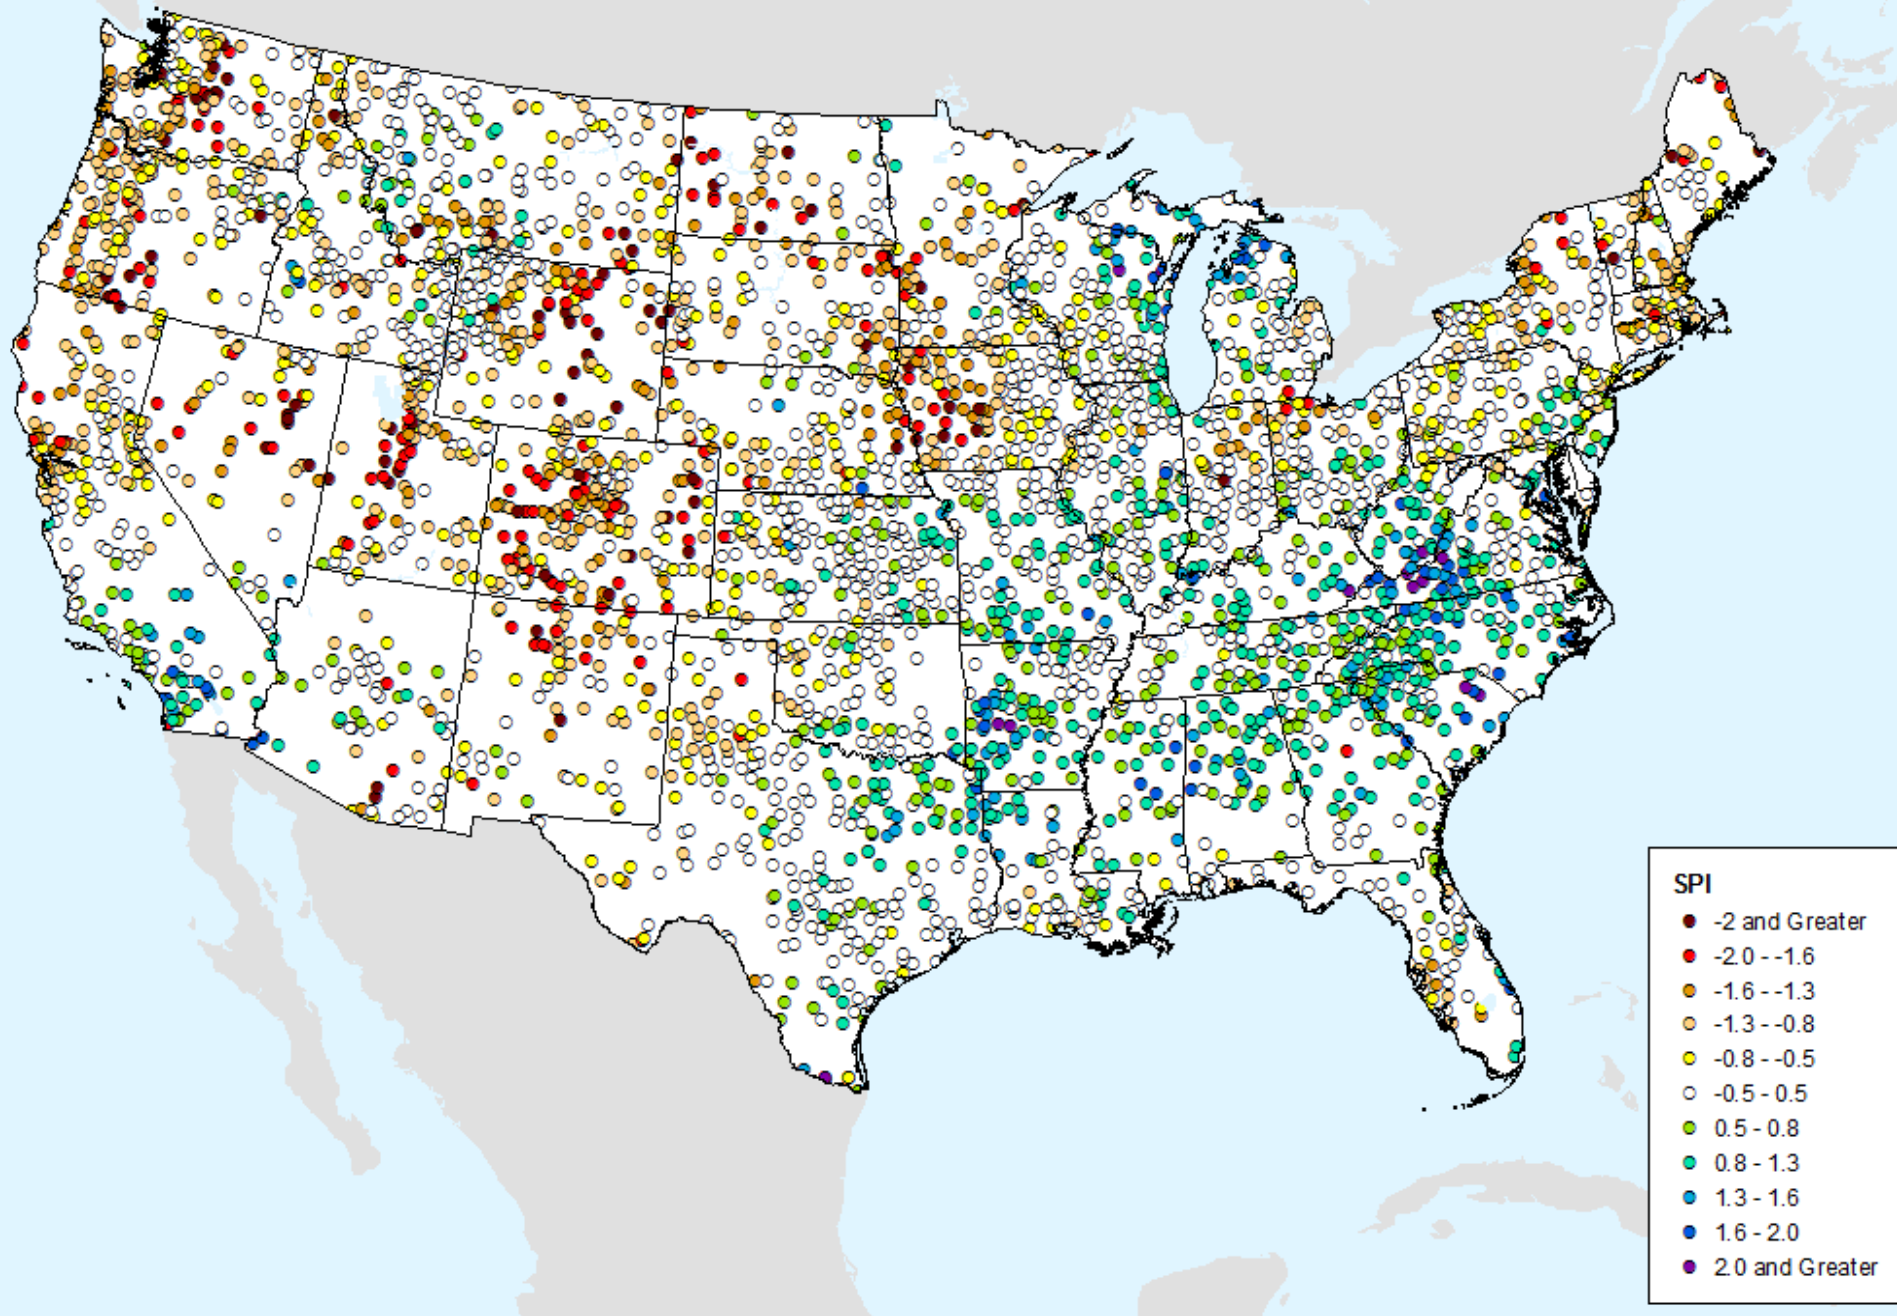 SPI
-2 and Greater
-2.0 - -1.6
-1.6 - -1.3
-1.3 - -0.8
-0.8 - -0.5
-0.5 - 0.5
0.5 - 0.8
0.8 - 1.3
1.3 - 1.6
1.6 - 2.0
2.0 and Greater